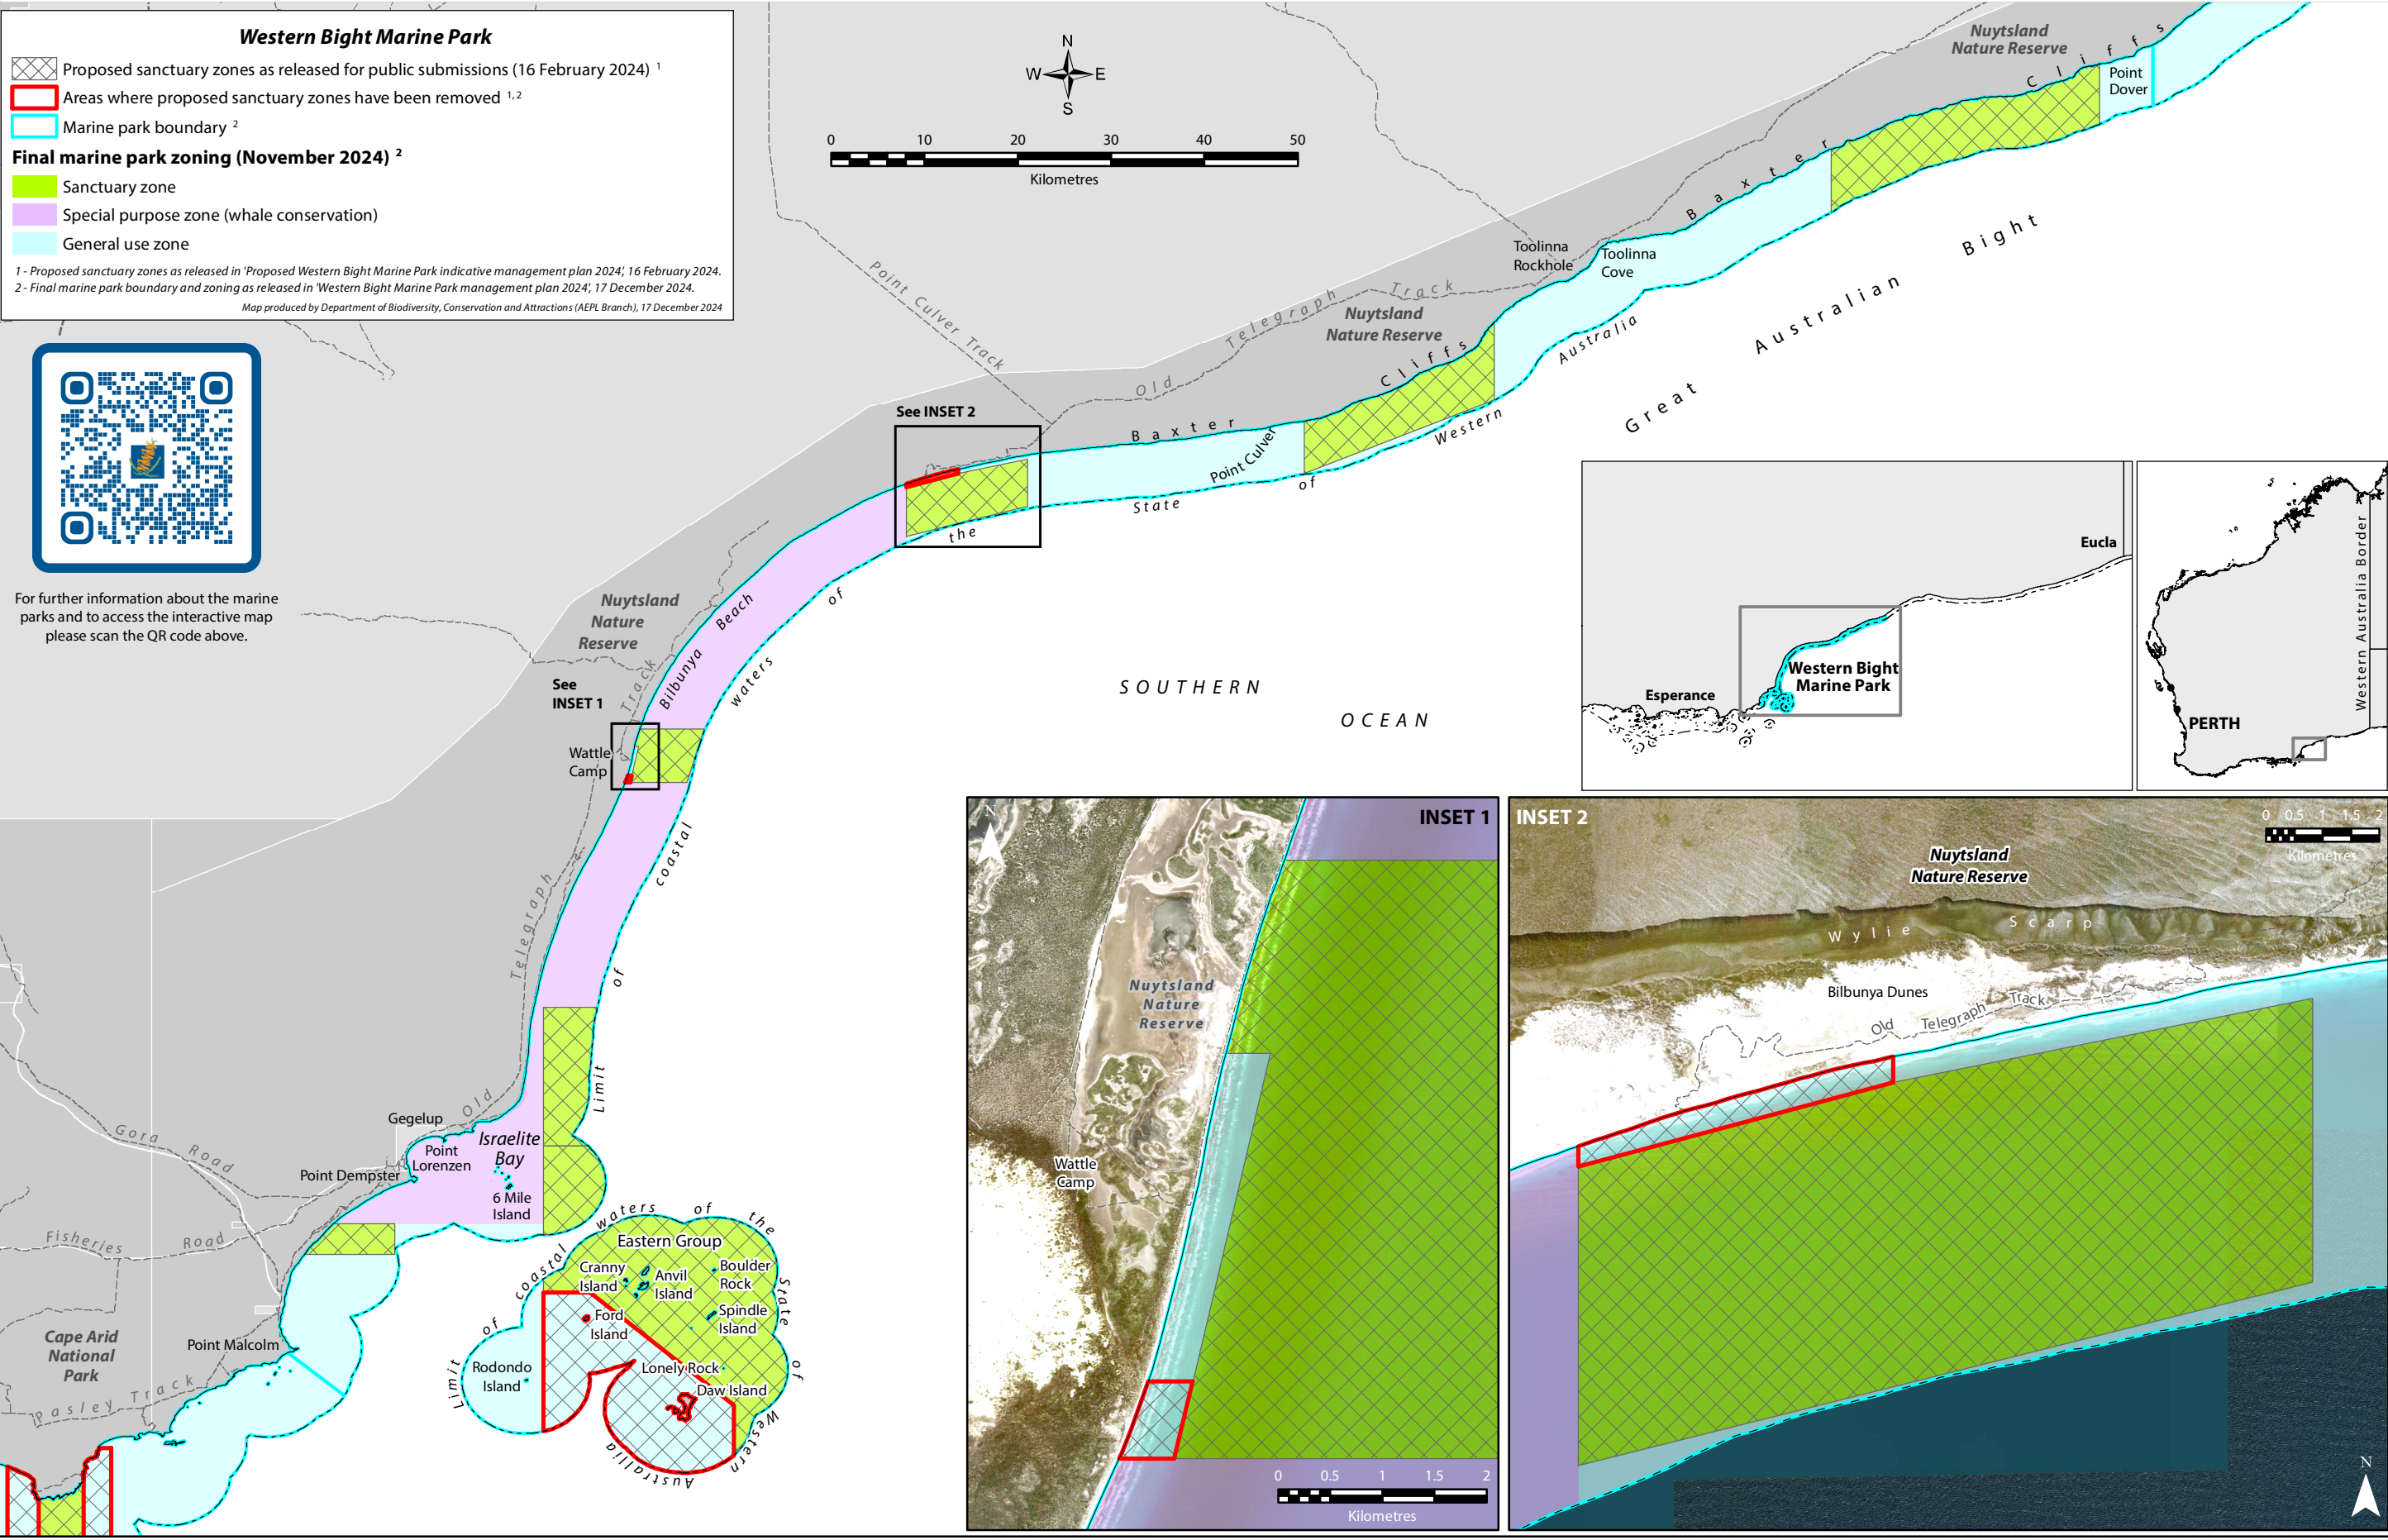 Western Bight Marine Park
Proposed sanctuary zones as released for public submissions (16 February 2024) 1
Areas where proposed sanctuary zones have been removed 1, 2
Marine park boundary 2
Final marine park zoning (November 2024) 2
Sanctuary zone
Special purpose zone (whale conservation)
General use zone
1 - Proposed sanctuary zones as released in 'Proposed Western Bight Marine Park indicative management plan 2024', 16 February 2024.
2 - Final marine park boundary and zoning as released in 'Western Bight Marine Park management plan 2024', 17 December 2024.
Map produced by Department of Biodiversity, Conservation and Attractions (AEPL Branch), 17 December 2024
For further information about the marine
parks and to access the interactive map
please scan the QR code above.
N
W E
S
0 10 20 30 40 50
Kilometres
Nuytsland
Nature Reserve
Point
Dover
Baxter Cliffs
Toolinna
Rockhole
Toolinna
Cove
Great Australian Bight
Point Culver Track
Old Telegraph Track
Nuytsland
Nature Reserve
Baxter Cliffs
Point Culver
See INSET 2
Limit of coastal waters of the State of Western Australia
Nuytsland
Nature
Reserve
Bilbunya Beach
See
INSET 1
Wattle
Camp
Old Telegraph Track
SOUTHERN
OCEAN
Gegelup
Point
Lorenzen
Israelite
Bay
Point Dempster
6 Mile
Island
Gora Road
Fisheries Road
Cape Arid
National
Park
Point Malcolm
Pasley Track
Limit of coastal waters of the State of Western Australia
Eastern Group
Cranny
Island
Anvil
Island
Boulder
Rock
Ford
Island
Spindle
Island
Rodondo
Island
Lonely Rock
Daw Island
Eucla
Esperance
Western Bight
Marine Park
Western Australia Border
PERTH
INSET 1
N
Nuytsland
Nature
Reserve
Wattle
Camp
0 0.5 1 1.5 2
Kilometres
INSET 2
0 0.5 1 1.5 2
Kilometres
Nuytsland
Nature Reserve
Wylie Scarp
Bilbunya Dunes
Old Telegraph Track
N